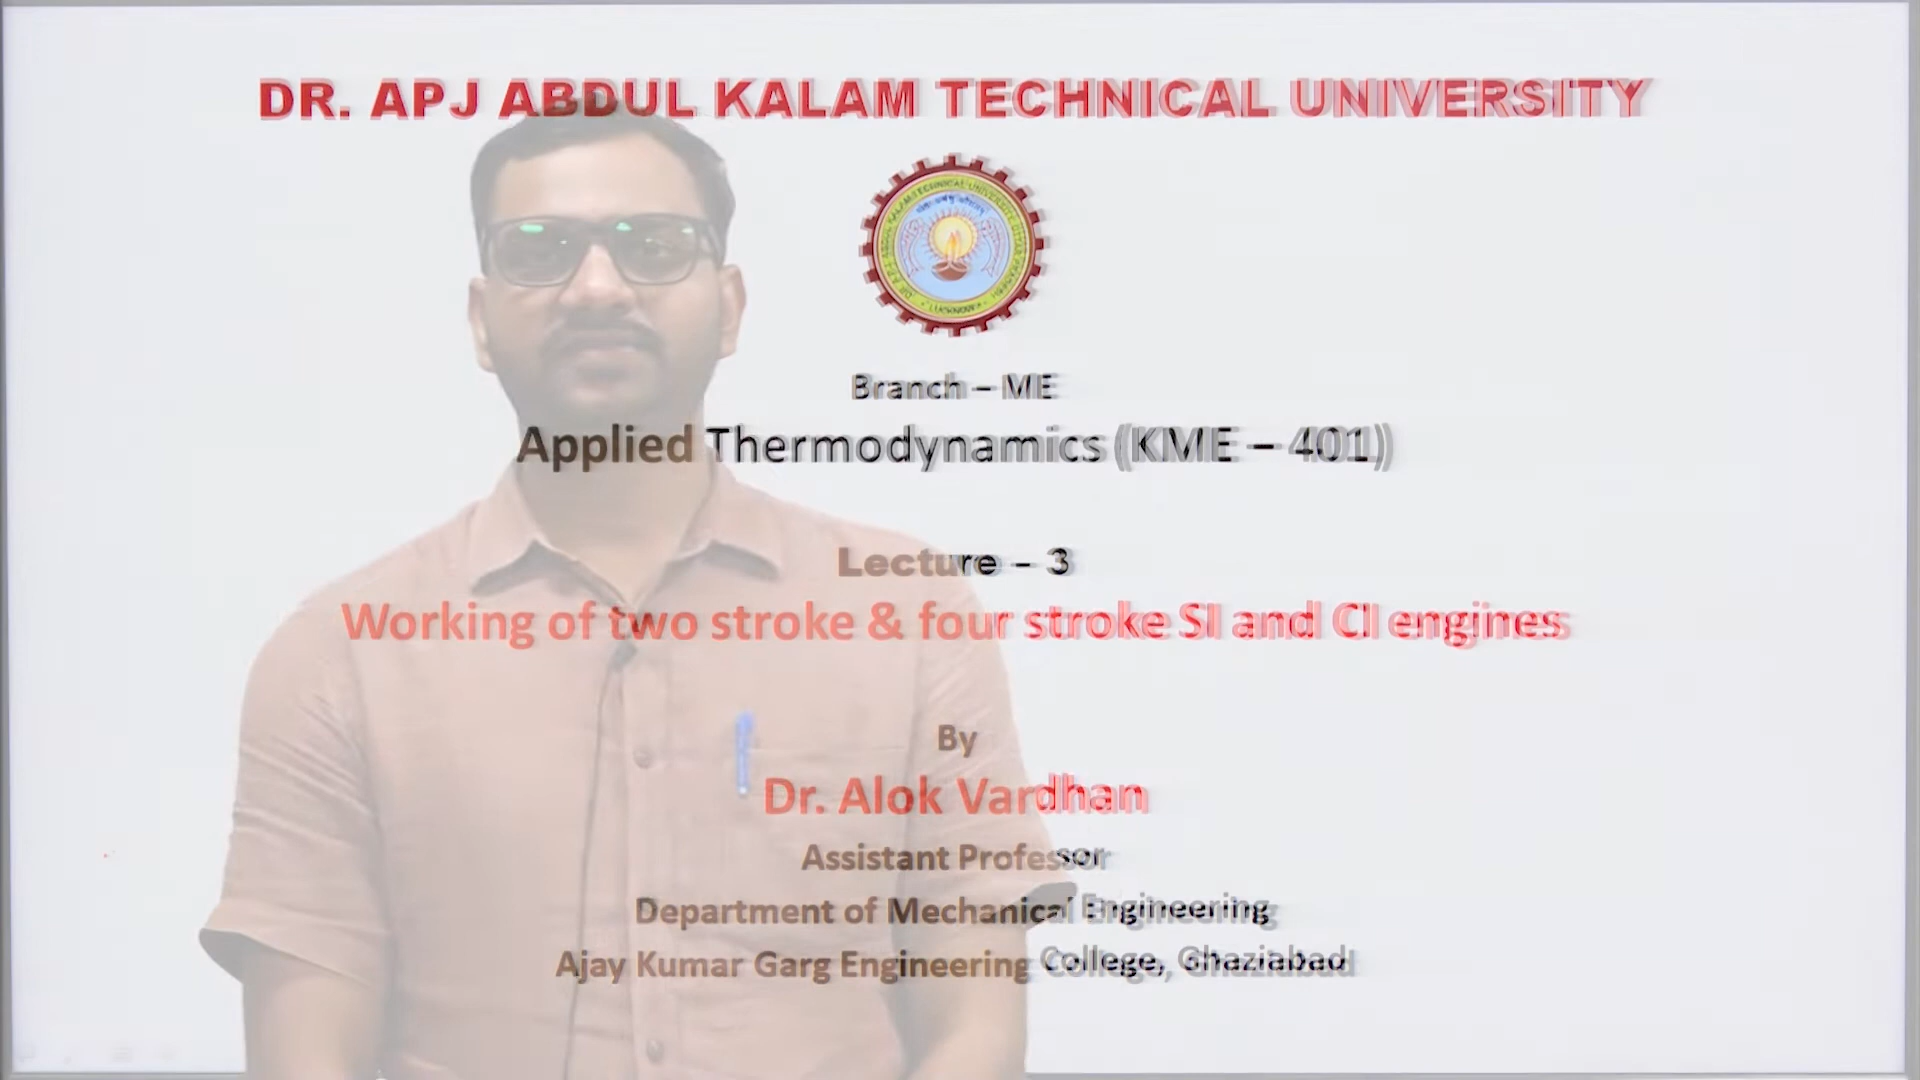 DR. APJ ABDUL KALAM TECHNICAL UNIVERSITY
Branch – ME
Applied Thermodynamics (KME – 401)
Lecture – 3
Working of two stroke & four stroke SI and CI engines
By
Dr. Alok Vardhan
Assistant Professor
Department of Mechanical Engineering
Ajay Kumar Garg Engineering College, Ghaziabad